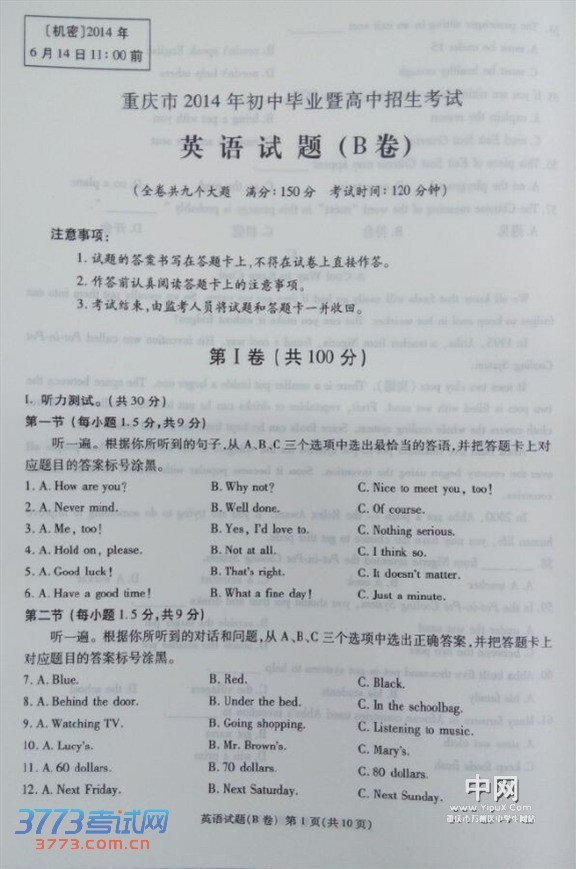 〔机密〕2014年
6月14日11:00前
重庆市2014年初中毕业暨高中招生考试
英语试题(B卷)
(全卷共九个大题 满分:150分 考试时间:120分钟)
注意事项:
1.试题的答案书写在答题卡上,不得在试卷上直接作答。
2.作答前认真阅读答题卡上的注意事项。
3.考试结束,由监考人员将试题和答题卡一并收回。
第Ⅰ卷(共100分)
Ⅰ.听力测试。(共30分)
第一节(每小题1.5分,共9分)
听一遍。根据你所听到的句子,从A、B、C三个选项中选出最恰当的答语,并把答题卡上对
应题目的答案标号涂黑。
1. A. How are you? B. Why not? C. Nice to meet you, too!
2. A. Never mind. B. Well done. C. Of course.
3. A. Me, too! B. Yes, I'd love to. C. Nothing serious.
4. A. Hold on, please. B. Not at all. C. I think so.
5. A. Good luck! B. That's right. C. It doesn't matter.
6. A. Have a good time! B. What a fine day! C. Just a minute.
第二节(每小题1.5分,共9分)
听一遍。根据你所听到的对话和问题,从A、B、C三个选项中选出正确答案,并把答题卡上
对应题目的答案标号涂黑。
7. A. Blue. B. Red. C. Black.
8. A. Behind the door. B. Under the bed. C. In the schoolbag.
9. A. Watching TV. B. Going shopping. C. Listening to music.
10. A. Lucy's. B. Mr. Brown's. C. Mary's.
11. A. 60 dollars. B. 70 dollars. C. 80 dollars.
12. A. Next Friday. B. Next Saturday. C. Next Sunday.
英语试题(B卷) 第1页(共10页)
3773考试网
www.3773.com.cn
中网
www.YipuX.Com
重庆市万州区中学生网站